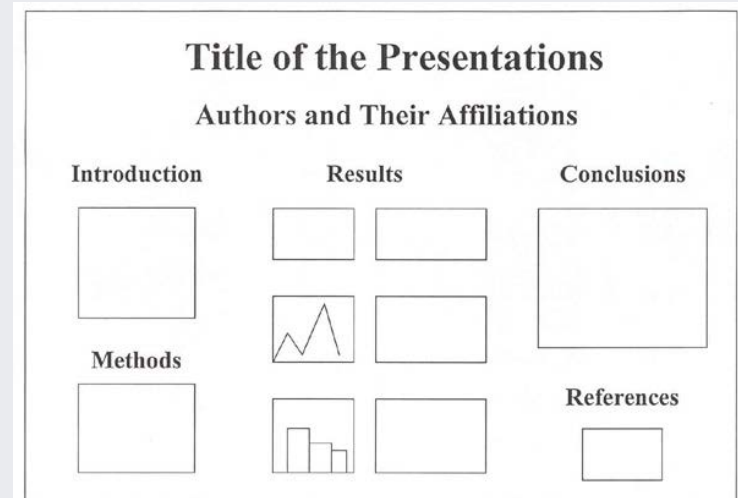 Title of the Presentations
Authors and Their Affiliations
Introduction
Results
Conclusions
Methods
References